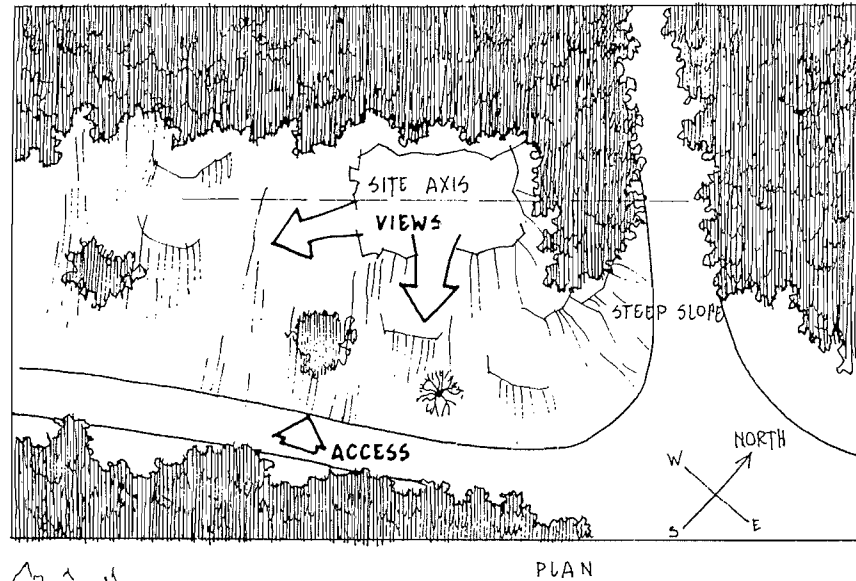 SITE AXIS
VIEWS
STEEP SLOPE
ACCESS
NORTH
W
S
E
PLAN